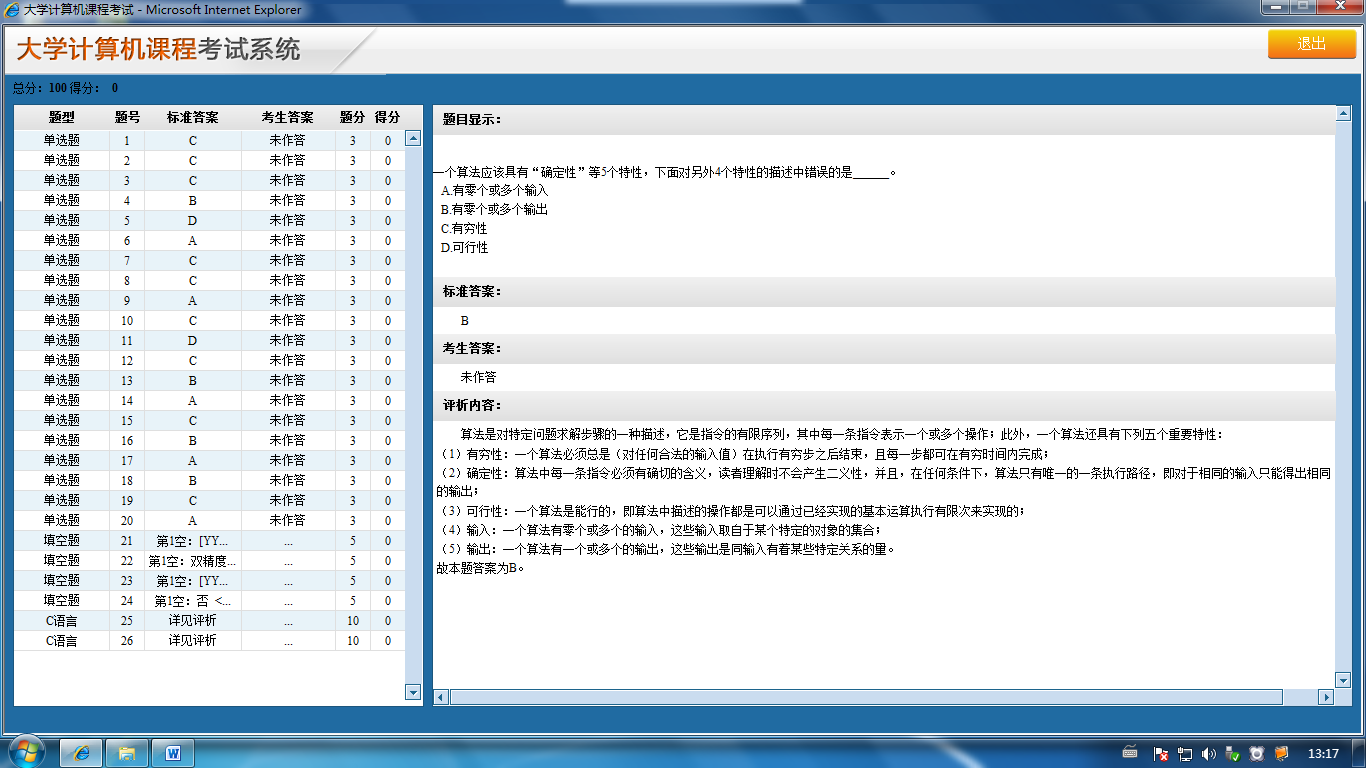 大学计算机课程考试 - Microsoft Internet Explorer
大学计算机课程考试系统
退出
总分：100 得分： 0
题型 题号 标准答案 考生答案 题分 得分
单选题 1 C 未作答 3 0
单选题 2 C 未作答 3 0
单选题 3 C 未作答 3 0
单选题 4 B 未作答 3 0
单选题 5 D 未作答 3 0
单选题 6 A 未作答 3 0
单选题 7 C 未作答 3 0
单选题 8 C 未作答 3 0
单选题 9 A 未作答 3 0
单选题 10 C 未作答 3 0
单选题 11 D 未作答 3 0
单选题 12 C 未作答 3 0
单选题 13 B 未作答 3 0
单选题 14 A 未作答 3 0
单选题 15 C 未作答 3 0
单选题 16 B 未作答 3 0
单选题 17 A 未作答 3 0
单选题 18 B 未作答 3 0
单选题 19 C 未作答 3 0
单选题 20 A 未作答 3 0
填空题 21 第1空：[YY... ... 5 0
填空题 22 第1空：双精度... ... 5 0
填空题 23 第1空：[YY... ... 5 0
填空题 24 第1空：否 <... ... 5 0
C语言 25 详见评析 ... 10 0
C语言 26 详见评析 ... 10 0
题目显示：
一个算法应该具有“确定性”等5个特性，下面对另外4个特性的描述中错误的是______。
A.有零个或多个输入
B.有零个或多个输出
C.有穷性
D.可行性
标准答案：
B
考生答案：
未作答
评析内容：
算法是对特定问题求解步骤的一种描述，它是指令的有限序列，其中每一条指令表示一个或多个操作；此外，一个算法还具有下列五个重要特性：
（1）有穷性：一个算法必须总是（对任何合法的输入值）在执行有穷步之后结束，且每一步都可在有穷时间内完成；
（2）确定性：算法中每一条指令必须有确切的含义，读者理解时不会产生二义性，并且，在任何条件下，算法只有唯一的一条执行路径，即对于相同的输入只能得出相同
的输出；
（3）可行性：一个算法是能行的，即算法中描述的操作都是可以通过已经实现的基本运算执行有限次来实现的；
（4）输入：一个算法有零个或多个的输入，这些输入取自于某个特定的对象的集合；
（5）输出：一个算法有一个或多个的输出，这些输出是同输入有着某些特定关系的量。
故本题答案为B。
13:17